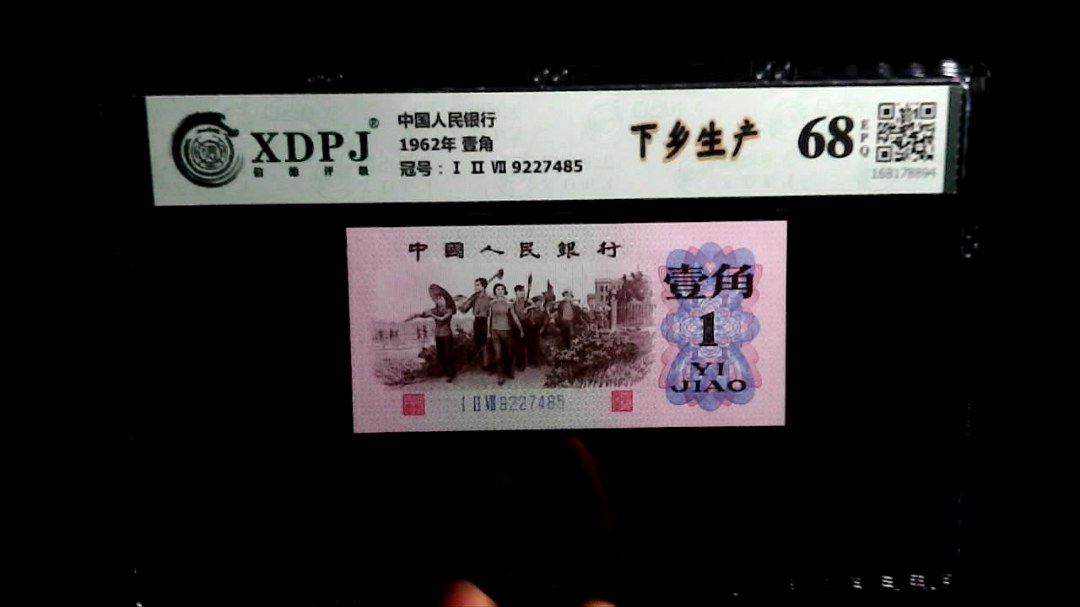 XDPJ®
中国人民银行
1962年 壹角
冠号：I II VII 9227485
下乡生产
68
EPQ
168178894
中國人民銀行
壹角
1
YI
JIAO
I II VII 9227485